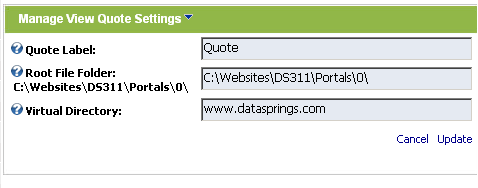 Manage View Quote Settings
Quote Label: Quote
Root File Folder:
C:\Websites\DS311\Portals\0\ C:\Websites\DS311\Portals\0\
Virtual Directory: www.datasprings.com
Cancel Update